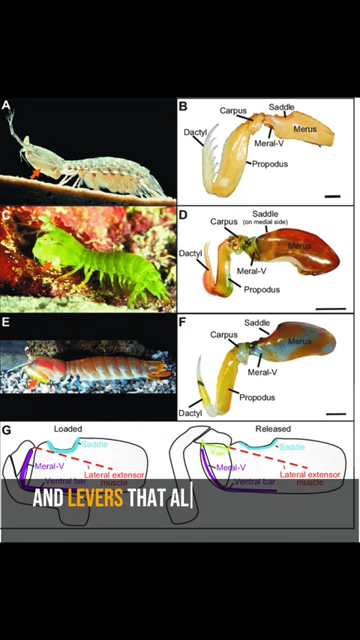 A
B
Saddle
Carpus
Dactyl
Merus
Meral-V
Propodus
C
D
Saddle
(on medial side)
Carpus
Merus
Dactyl
Meral-V
Propodus
E
F
Saddle
Carpus
Merus
Meral-V
Propodus
Dactyl
G
Loaded
Released
Saddle
Saddle
Meral-V
Meral-V
Lateral extensor
muscle
Lateral extensor
muscle
Ventral bar
Ventral bar
AND LEVERS THAT AL